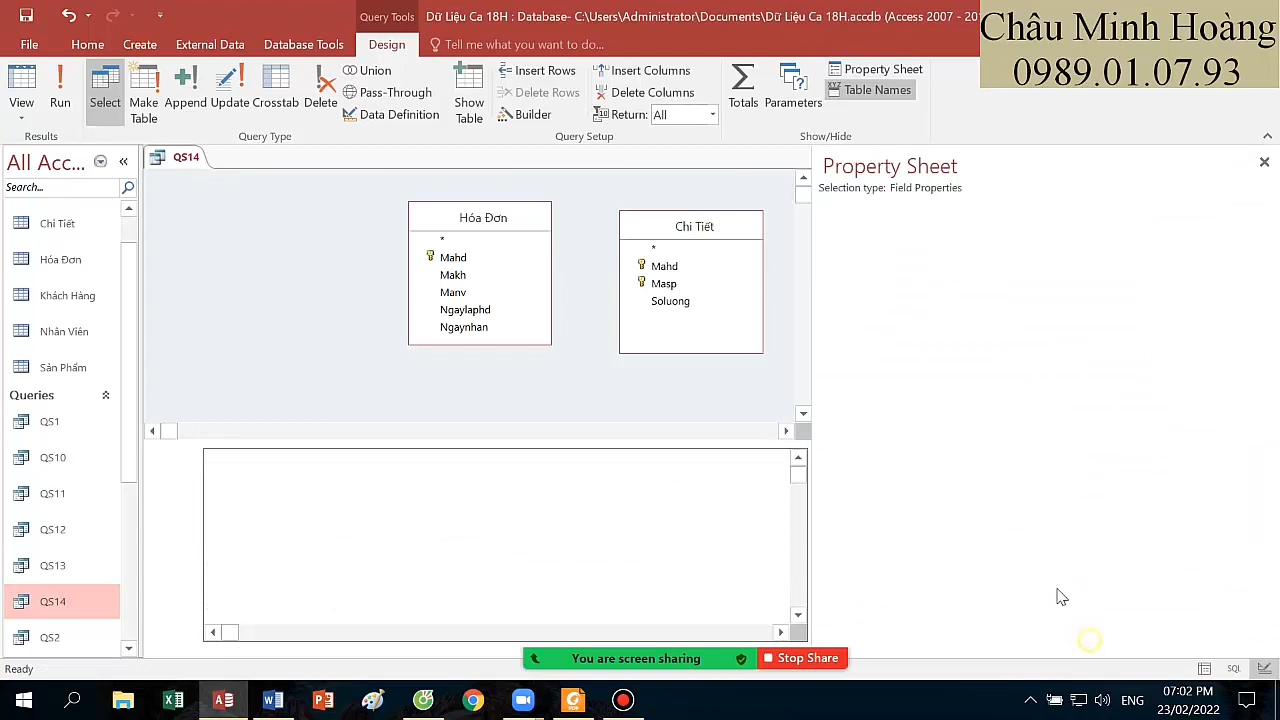 Query Tools
Dữ Liệu Ca 18H : Database- C:\Users\Administrator\Documents\Dữ Liệu Ca 18H.accdb (Access 2007 - 20
Châu Minh Hoàng
0989.01.07.93
File
Home
Create
External Data
Database Tools
Design
Tell me what you want to do...
View
Run
Select
Make
Table
Append
Update
Crosstab
Delete
Union
Pass-Through
Data Definition
Show
Table
Insert Rows
Delete Rows
Builder
Insert Columns
Delete Columns
Return: All
Totals
Parameters
Property Sheet
Table Names
Results
Query Type
Query Setup
Show/Hide
All Acc...
Search...
Chi Tiết
Hóa Đơn
Khách Hàng
Nhân Viên
Sản Phẩm
Queries
QS1
QS10
QS11
QS12
QS13
QS14
QS2
QS14
Hóa Đơn
*
Mahd
Makh
Manv
Ngaylaphd
Ngaynhan
Chi Tiết
*
Mahd
Masp
Soluong
Property Sheet
Selection type: Field Properties
You are screen sharing
Stop Share
Ready
SQL
ENG
07:02 PM
23/02/2022